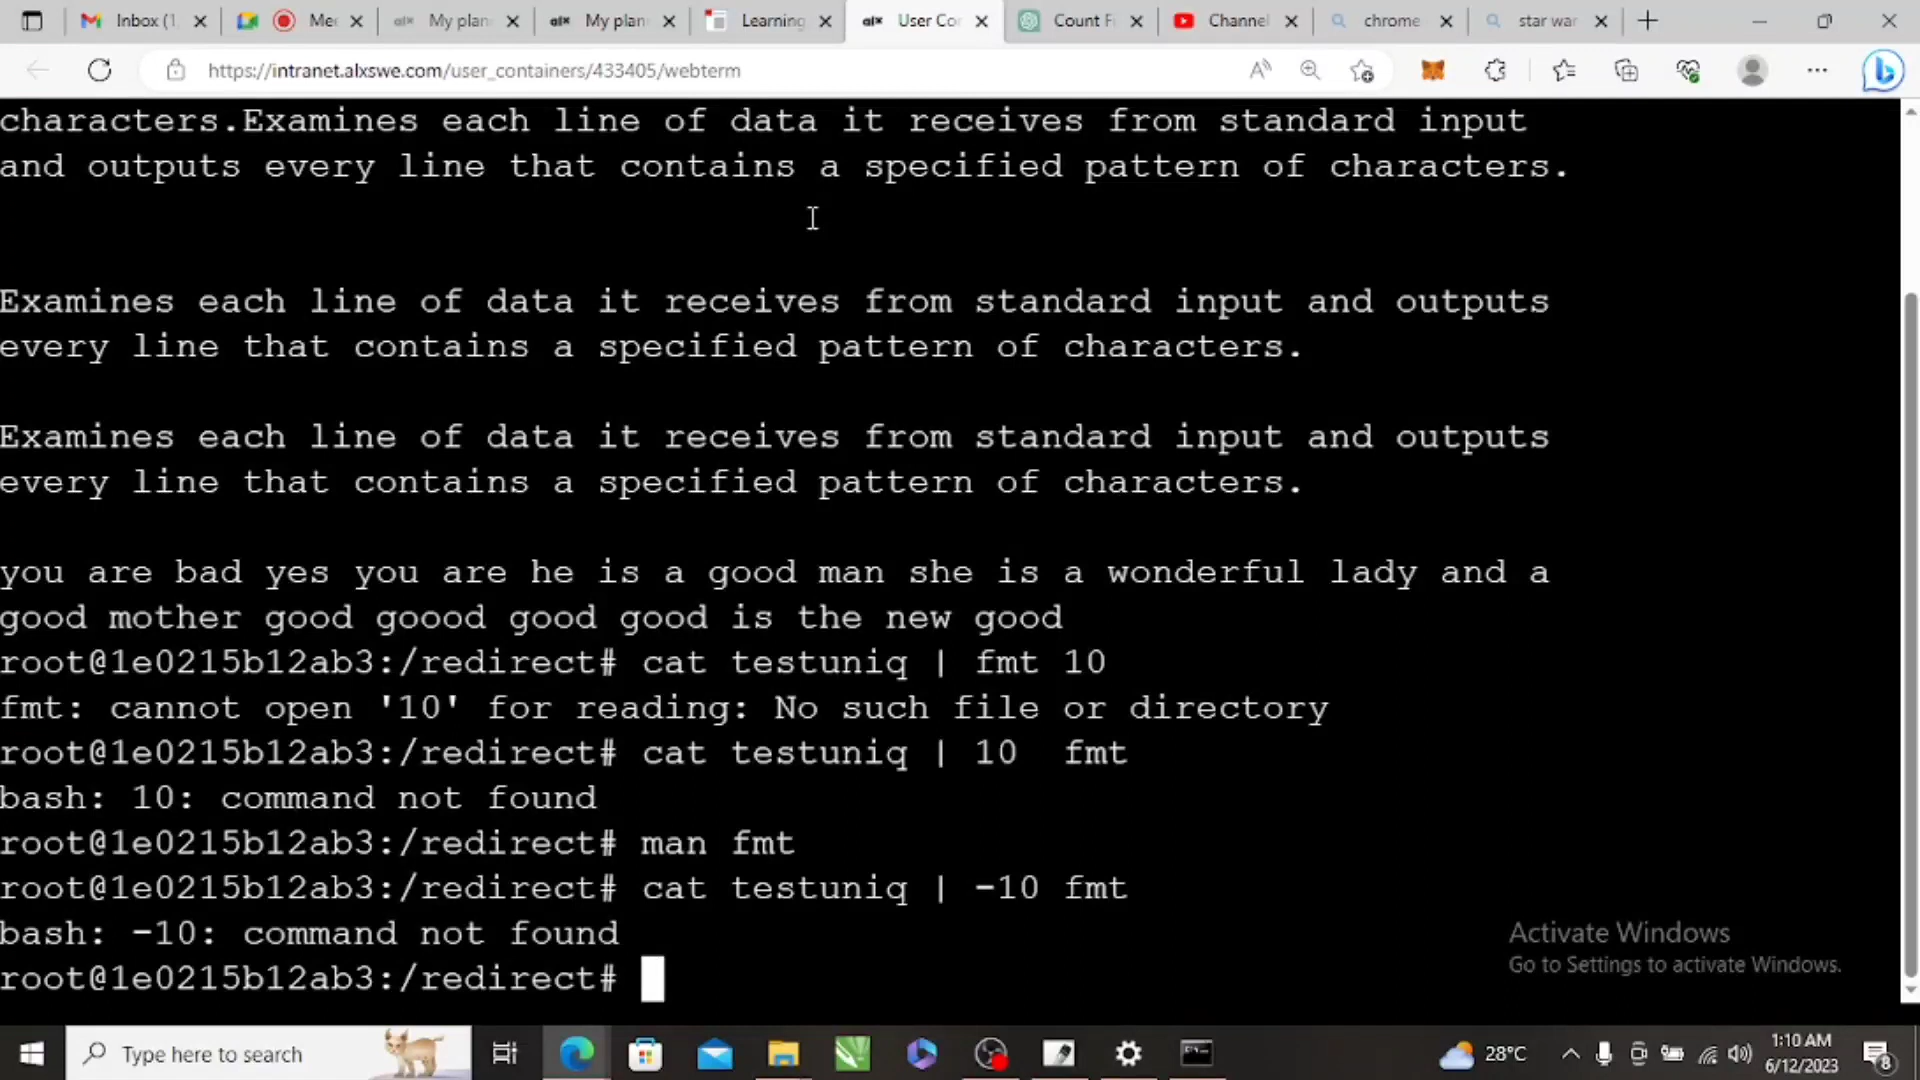 Inbox (1
Me
My plan
My plan
Learning
User Co
Count F
Channel
chrome
star war
https://intranet.alxswe.com/user_containers/433405/webterm
characters.Examines each line of data it receives from standard input
and outputs every line that contains a specified pattern of characters.
Examines each line of data it receives from standard input and outputs
every line that contains a specified pattern of characters.
Examines each line of data it receives from standard input and outputs
every line that contains a specified pattern of characters.
you are bad yes you are he is a good man she is a wonderful lady and a
good mother good goood good good is the new good
root@1e0215b12ab3:/redirect# cat testuniq | fmt 10
fmt: cannot open '10' for reading: No such file or directory
root@1e0215b12ab3:/redirect# cat testuniq | 10  fmt
bash: 10: command not found
root@1e0215b12ab3:/redirect# man fmt
root@1e0215b12ab3:/redirect# cat testuniq | -10 fmt
bash: -10: command not found
root@1e0215b12ab3:/redirect#
Activate Windows
Go to Settings to activate Windows.
Type here to search
28°C
1:10 AM
6/12/2023
8